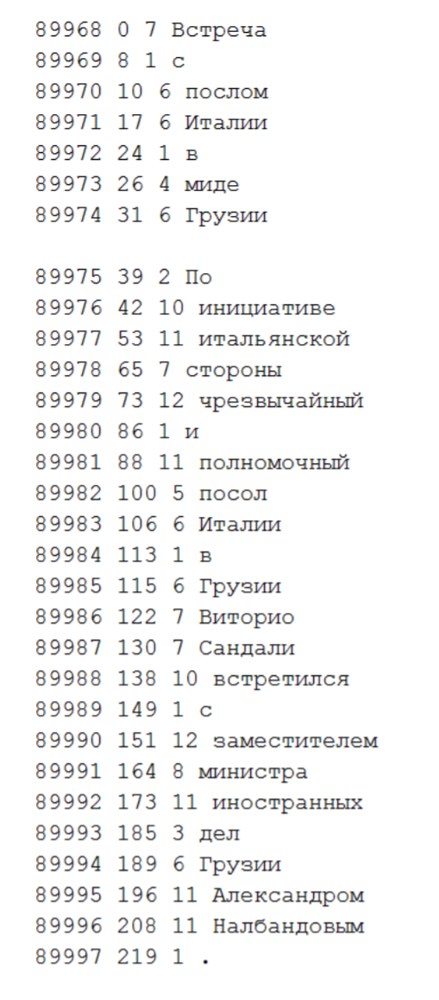 89968 0 7 Встреча
89969 8 1 с
89970 10 6 послом
89971 17 6 Италии
89972 24 1 в
89973 26 4 миде
89974 31 6 Грузии
89975 39 2 По
89976 42 10 инициативе
89977 53 11 итальянской
89978 65 7 стороны
89979 73 12 чрезвычайный
89980 86 1 и
89981 88 11 полномочный
89982 100 5 посол
89983 106 6 Италии
89984 113 1 в
89985 115 6 Грузии
89986 122 7 Виторио
89987 130 7 Сандали
89988 138 10 встретился
89989 149 1 с
89990 151 12 заместителем
89991 164 8 министра
89992 173 11 иностранных
89993 185 3 дел
89994 189 6 Грузии
89995 196 11 Александром
89996 208 11 Налбандовым
89997 219 1 .